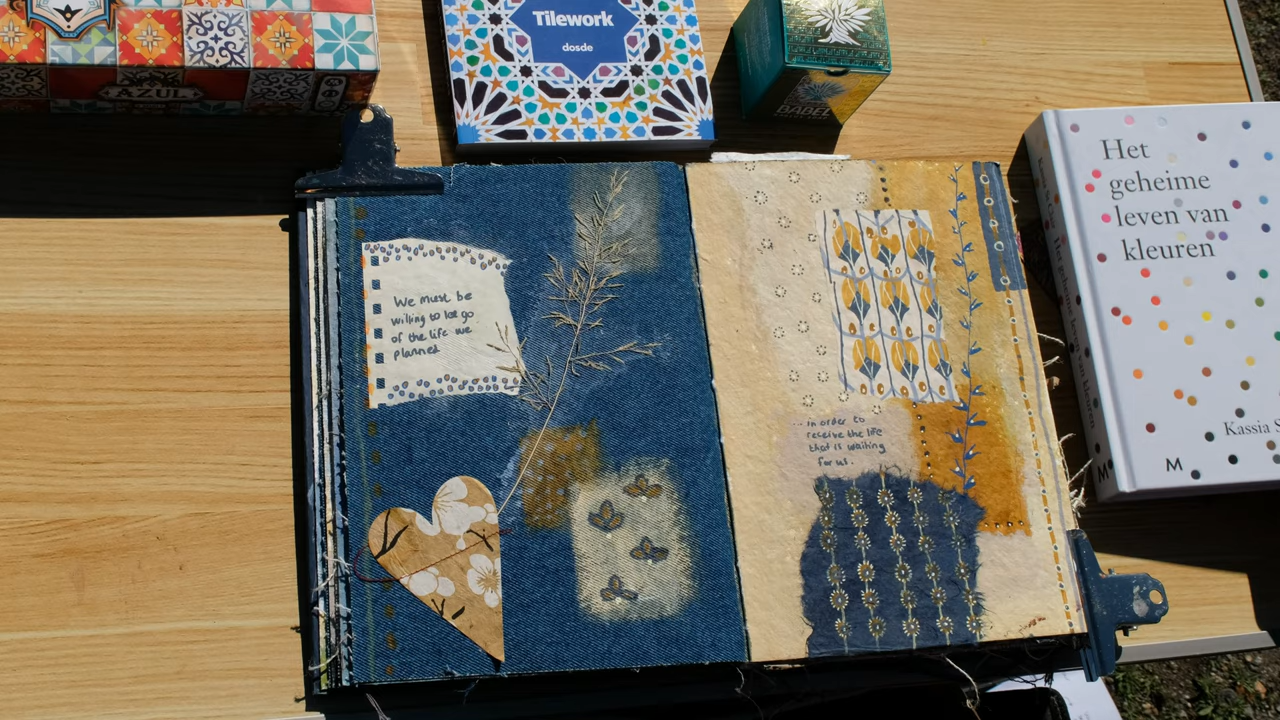 AZUL
Tilework
dosde
BABEL
Het
geheime
leven van
kleuren
Kassia S
M
We must be
willing to let go
of the life we
planned
... in order to
receive the life
that is waiting
for us.